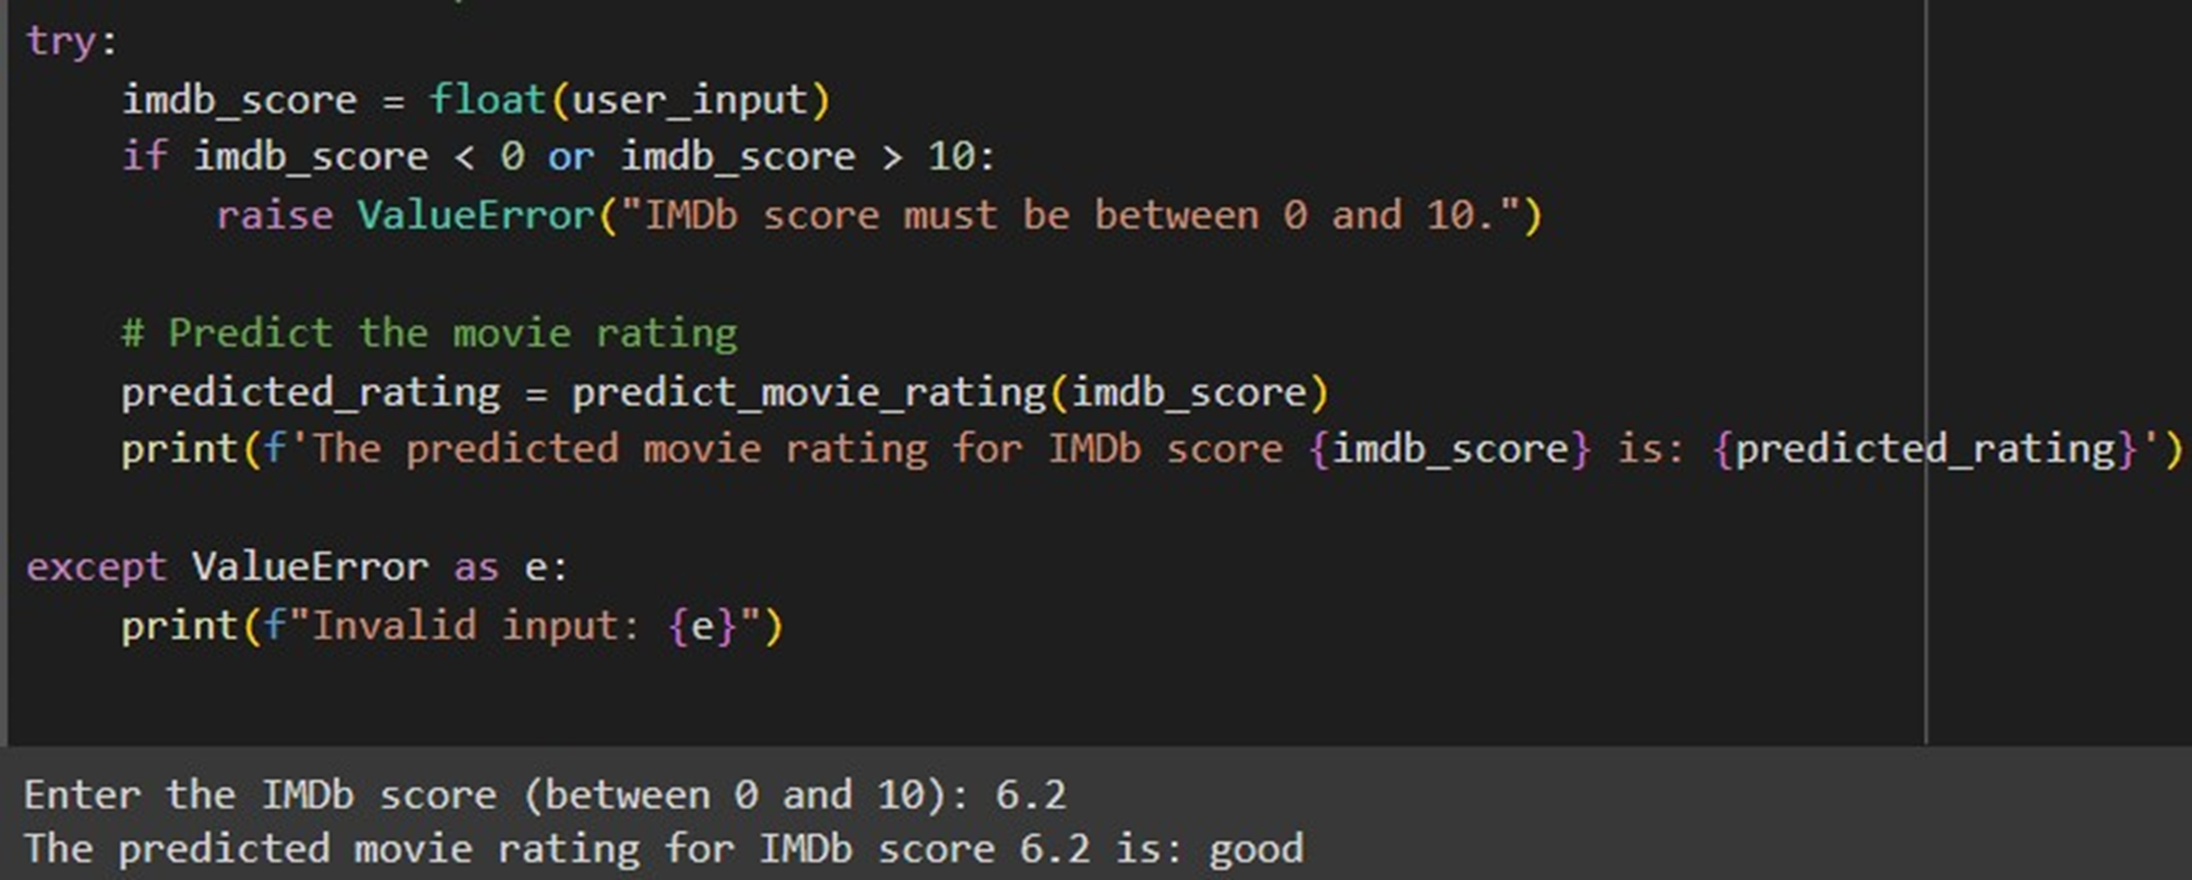 try:
    imdb_score = float(user_input)
    if imdb_score < 0 or imdb_score > 10:
        raise ValueError("IMDb score must be between 0 and 10.")
    # Predict the movie rating
    predicted_rating = predict_movie_rating(imdb_score)
    print(f'The predicted movie rating for IMDb score {imdb_score} is: {predicted_rating}')
except ValueError as e:
    print(f"Invalid input: {e}")
Enter the IMDb score (between 0 and 10): 6.2
The predicted movie rating for IMDb score 6.2 is: good